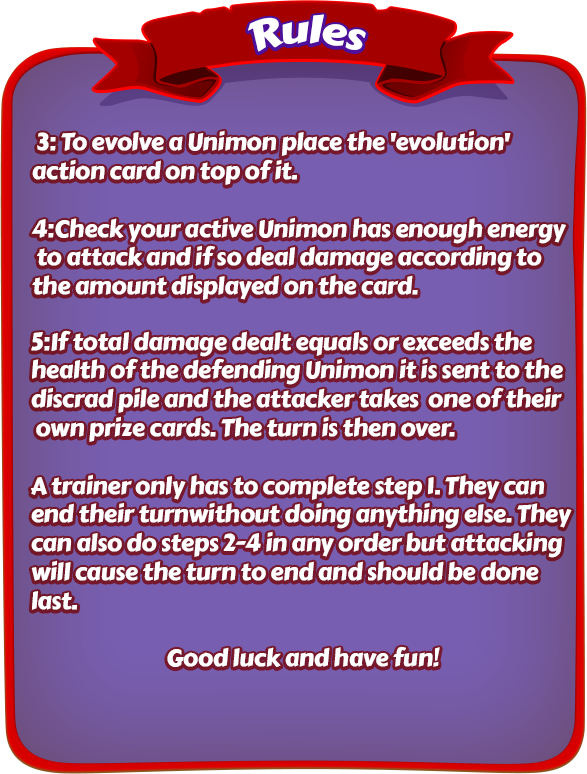 Rules
3: To evolve a Unimon place the 'evolution'
action card on top of it.
4:Check your active Unimon has enough energy
to attack and if so deal damage according to
the amount displayed on the card.
5:If total damage dealt equals or exceeds the
health of the defending Unimon it is sent to the
discrad pile and the attacker takes one of their
own prize cards. The turn is then over.
A trainer only has to complete step 1. They can
end their turnwithout doing anything else. They
can also do steps 2-4 in any order but attacking
will cause the turn to end and should be done
last.
Good luck and have fun!